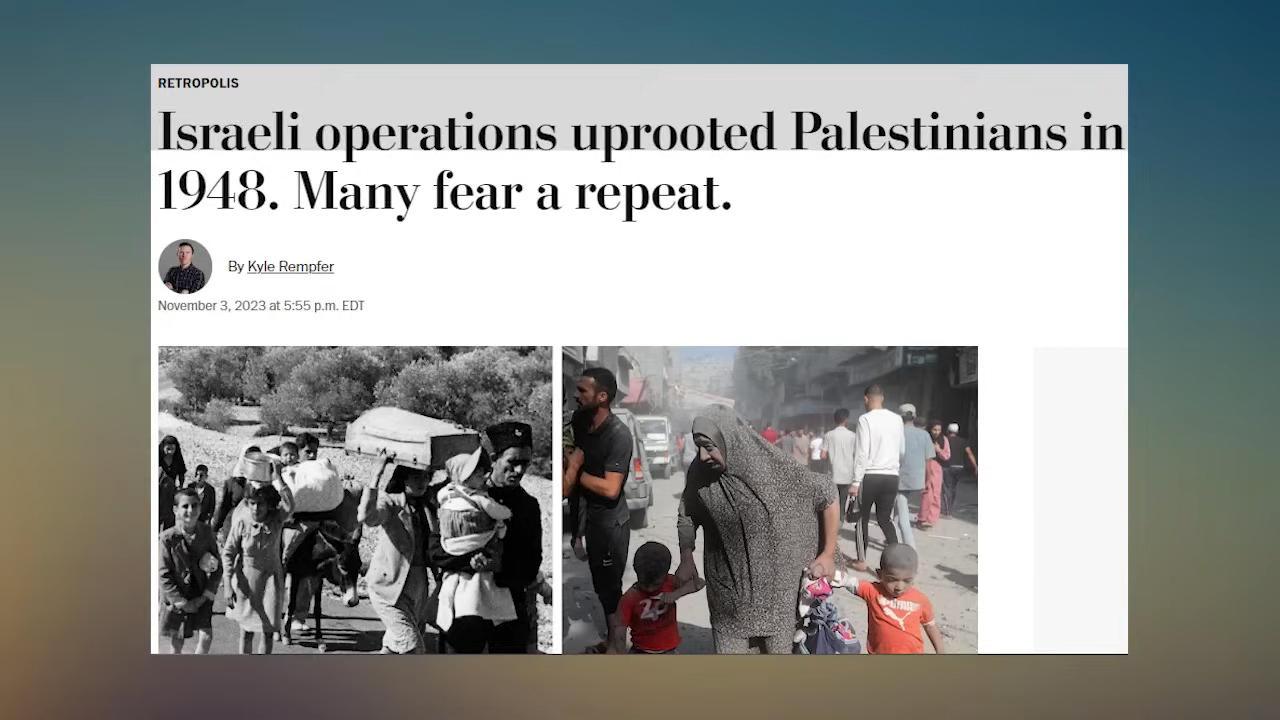 RETROPOLIS
Israeli operations uprooted Palestinians in
1948. Many fear a repeat.
By Kyle Rempfer
November 3, 2023 at 5:55 p.m. EDT